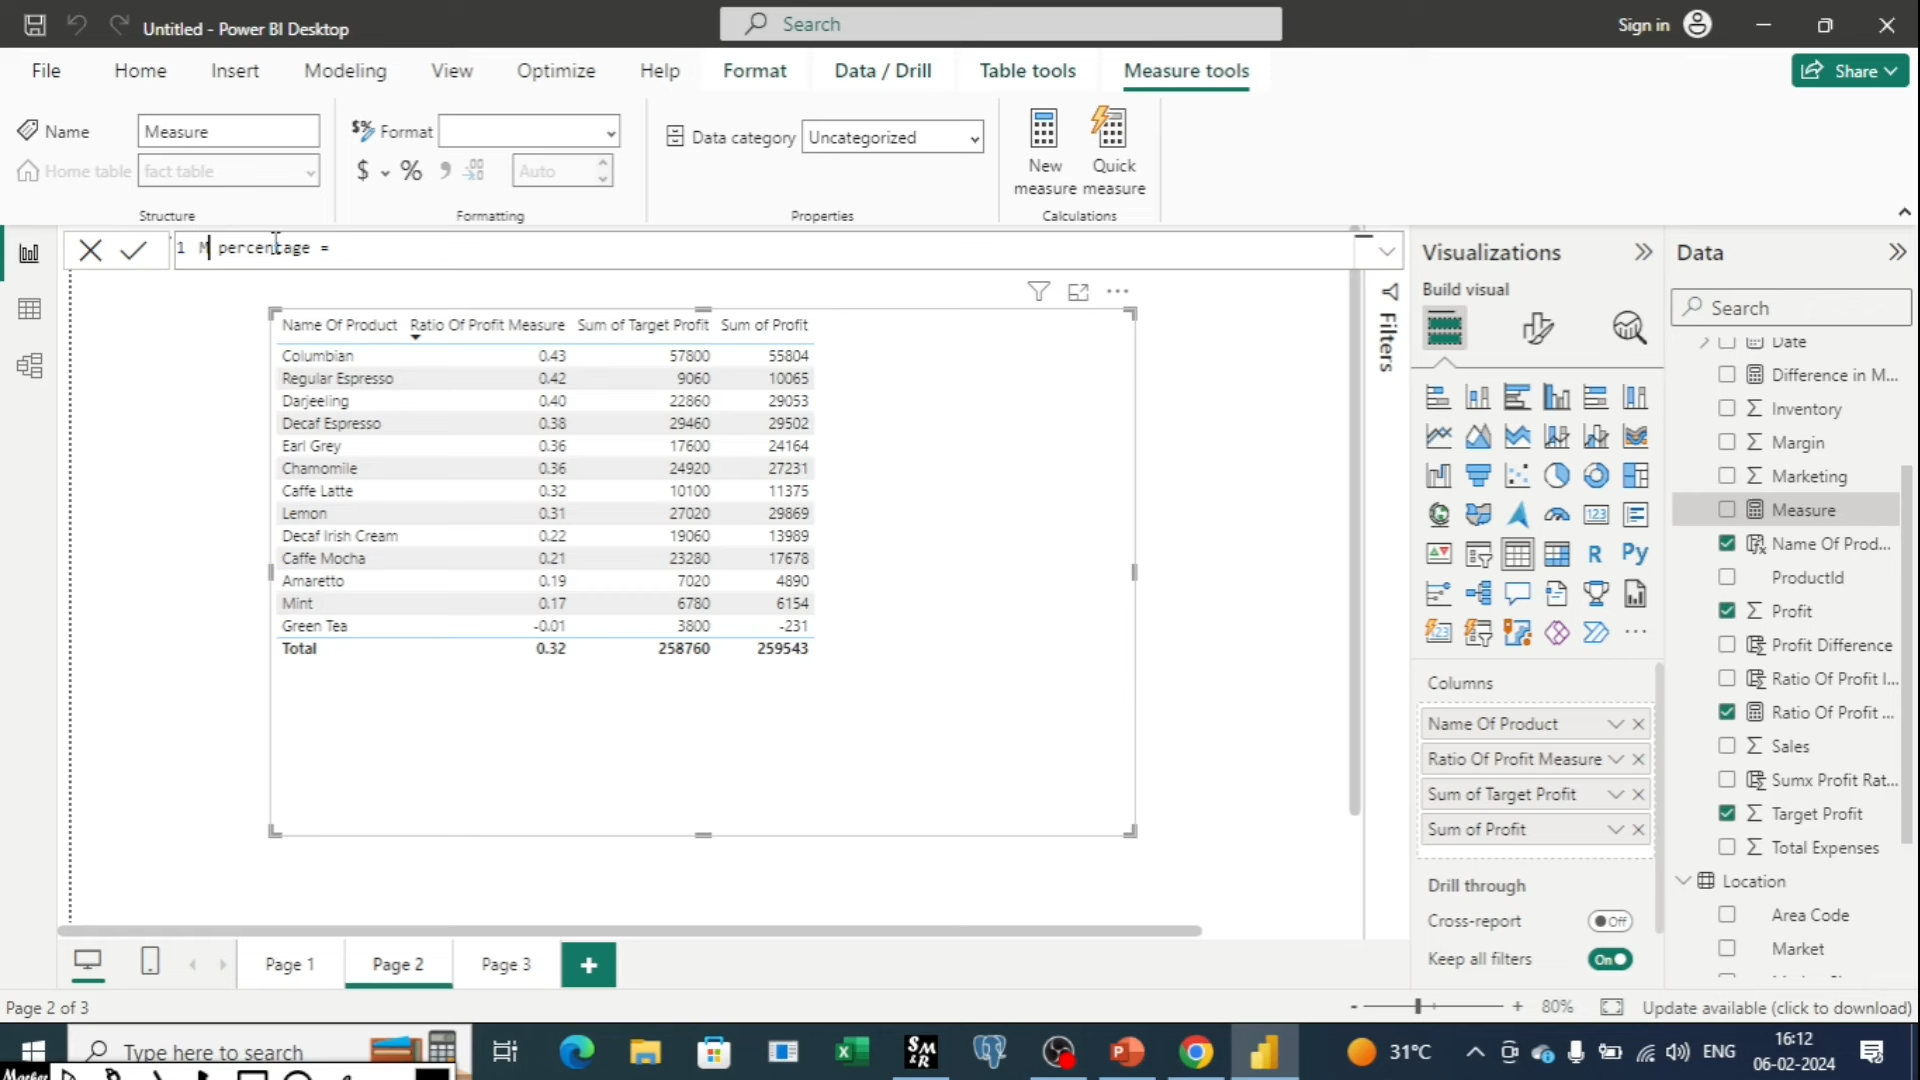 Untitled - Power BI Desktop
Search
Sign in
File
Home
Insert
Modeling
View
Optimize
Help
Format
Data / Drill
Table tools
Measure tools
Share
Name
Measure
Home table
fact table
Structure
$% Format
$ % 9 .00
Auto
Formatting
Data category
Uncategorized
Properties
New measure
Quick measure
Calculations
1 M percentage =
Name Of Product Ratio Of Profit Measure Sum of Target Profit Sum of Profit
Columbian 0.43 57800 55804
Regular Espresso 0.42 9060 10065
Darjeeling 0.40 22860 29053
Decaf Espresso 0.38 29460 29502
Earl Grey 0.36 17600 24164
Chamomile 0.36 24920 27231
Caffe Latte 0.32 10100 11375
Lemon 0.31 27020 29869
Decaf Irish Cream 0.22 19060 13989
Caffe Mocha 0.21 23280 17678
Amaretto 0.19 7020 4890
Mint 0.17 6780 6154
Green Tea -0.01 3800 -231
Total 0.32 258760 259543
Filters
Visualizations
Build visual
123
R
Py
123
Columns
Name Of Product
Ratio Of Profit Measure
Sum of Target Profit
Sum of Profit
Drill through
Cross-report
Off
Keep all filters
On
Data
Search
Date
Difference in M...
Inventory
Margin
Marketing
Measure
Name Of Prod...
ProductId
Profit
Profit Difference
Ratio Of Profit I...
Ratio Of Profit ...
Sales
Sumx Profit Rat...
Target Profit
Total Expenses
Location
Area Code
Market
Page 1
Page 2
Page 3
+
Page 2 of 3
- + 80%
Update available (click to download)
Type here to search
31°C
ENG
16:12
06-02-2024
Marker